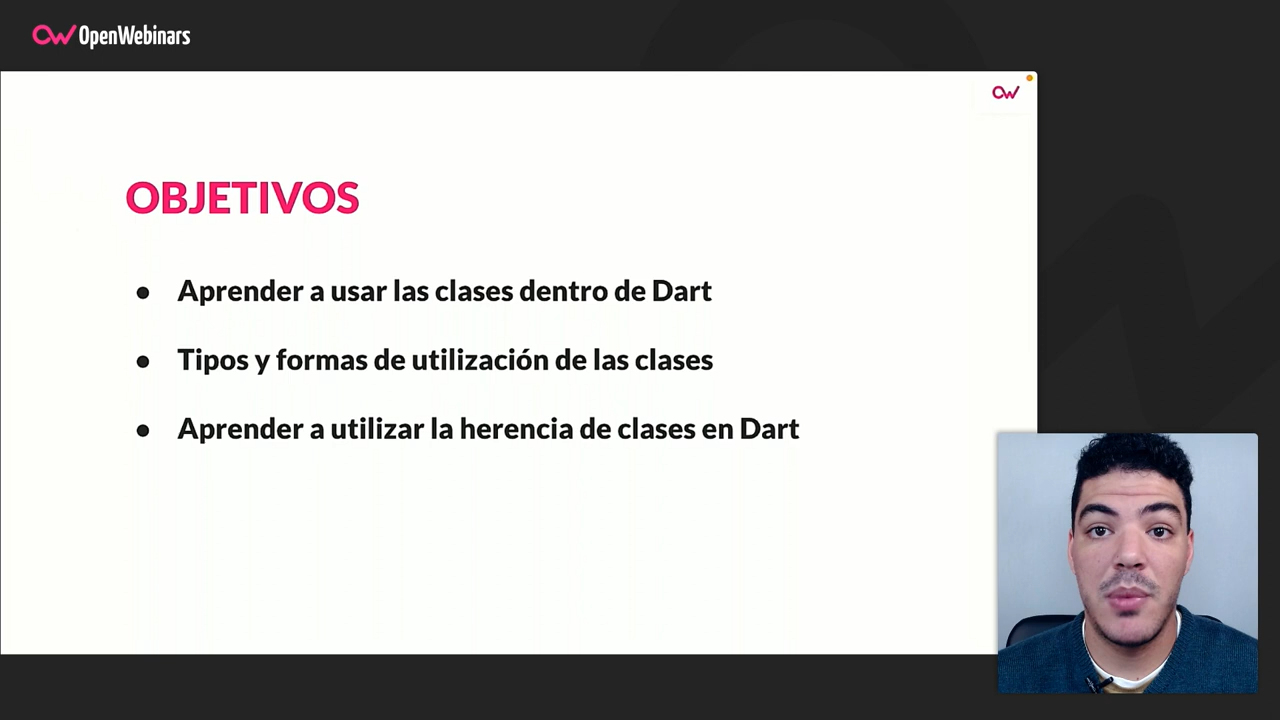 OpenWebinars
OBJETIVOS
● Aprender a usar las clases dentro de Dart
● Tipos y formas de utilización de las clases
● Aprender a utilizar la herencia de clases en Dart